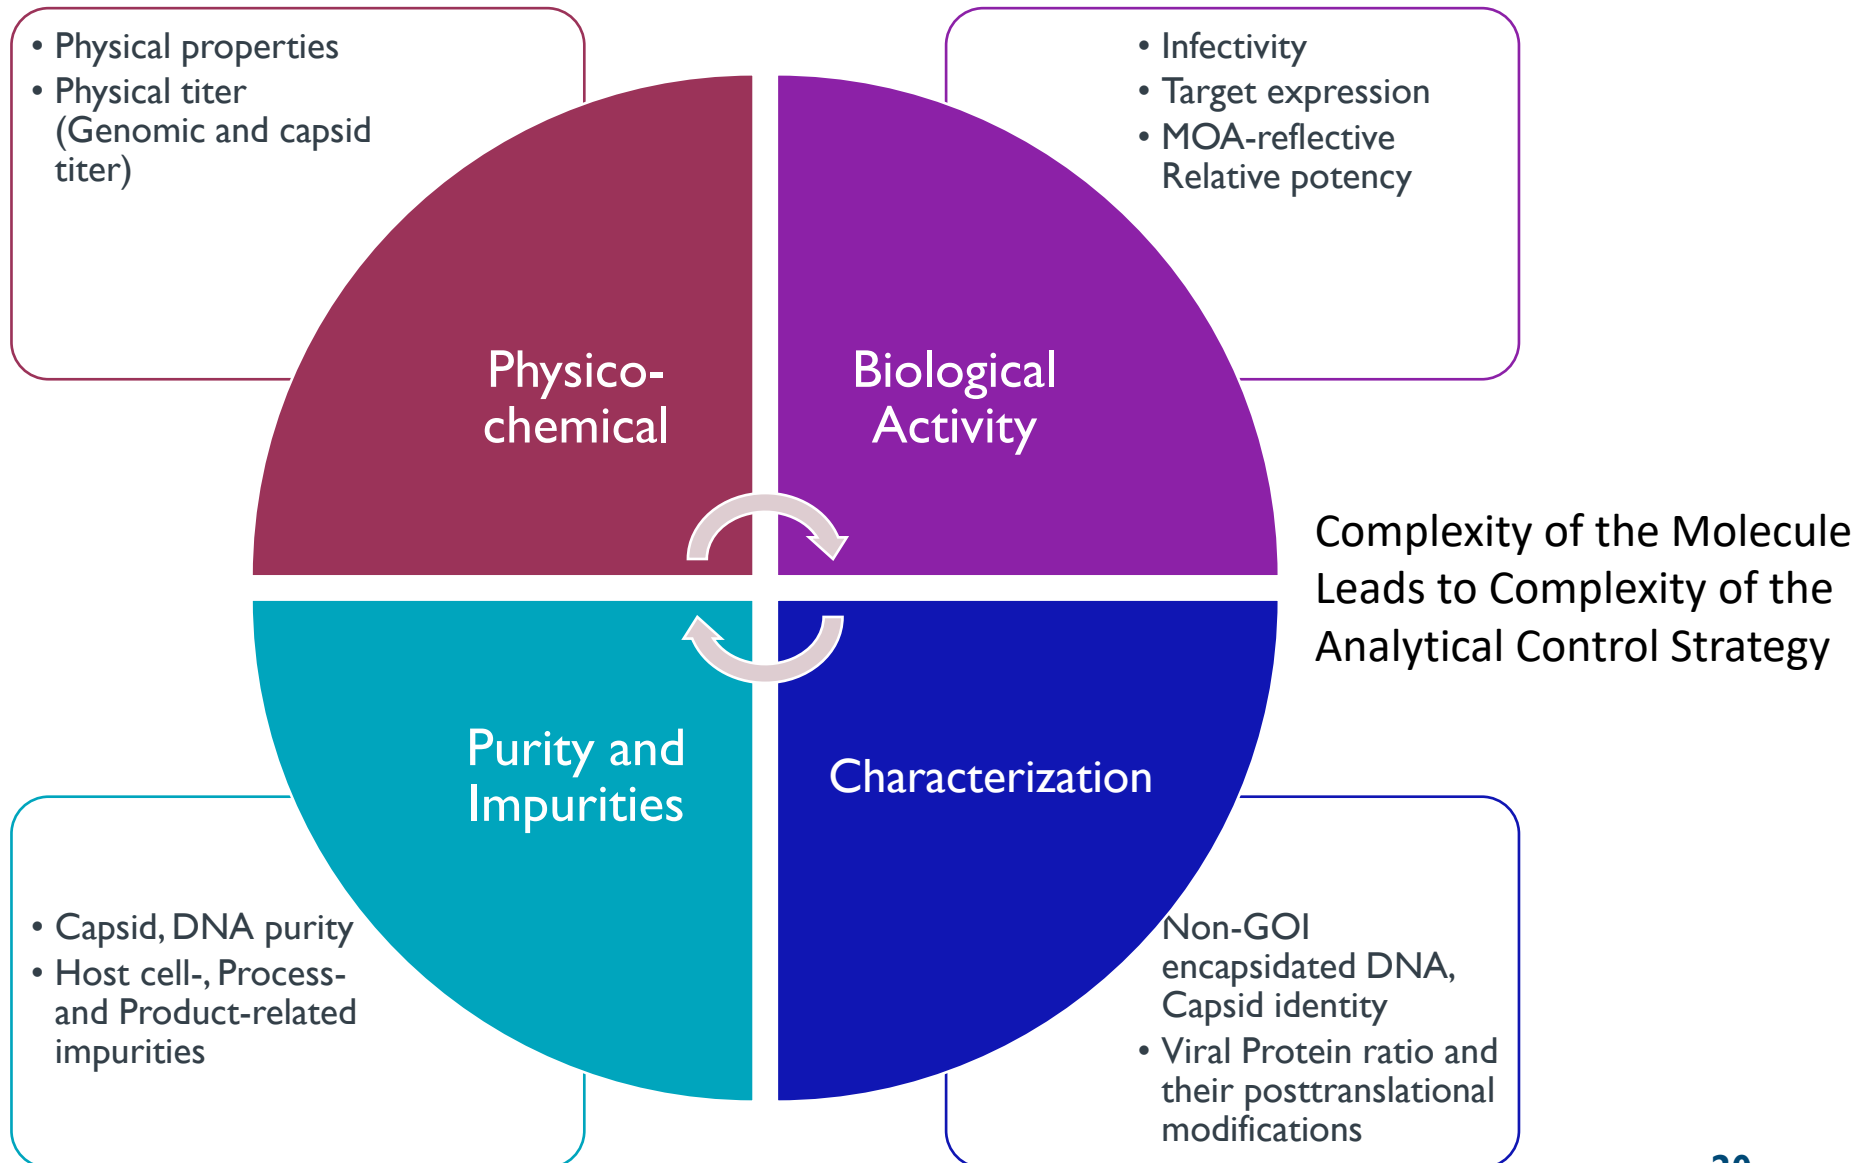 • Physical properties
• Physical titer
(Genomic and capsid
titer)
• Infectivity
• Target expression
• MOA-reflective
Relative potency
Physico-
chemical
Biological
Activity
Complexity of the Molecule
Leads to Complexity of the
Analytical Control Strategy
Purity and
Impurities
Characterization
• Capsid, DNA purity
• Host cell-, Process-
and Product-related
impurities
Non-GOI
encapsidated DNA,
Capsid identity
• Viral Protein ratio and
their posttranslational
modifications